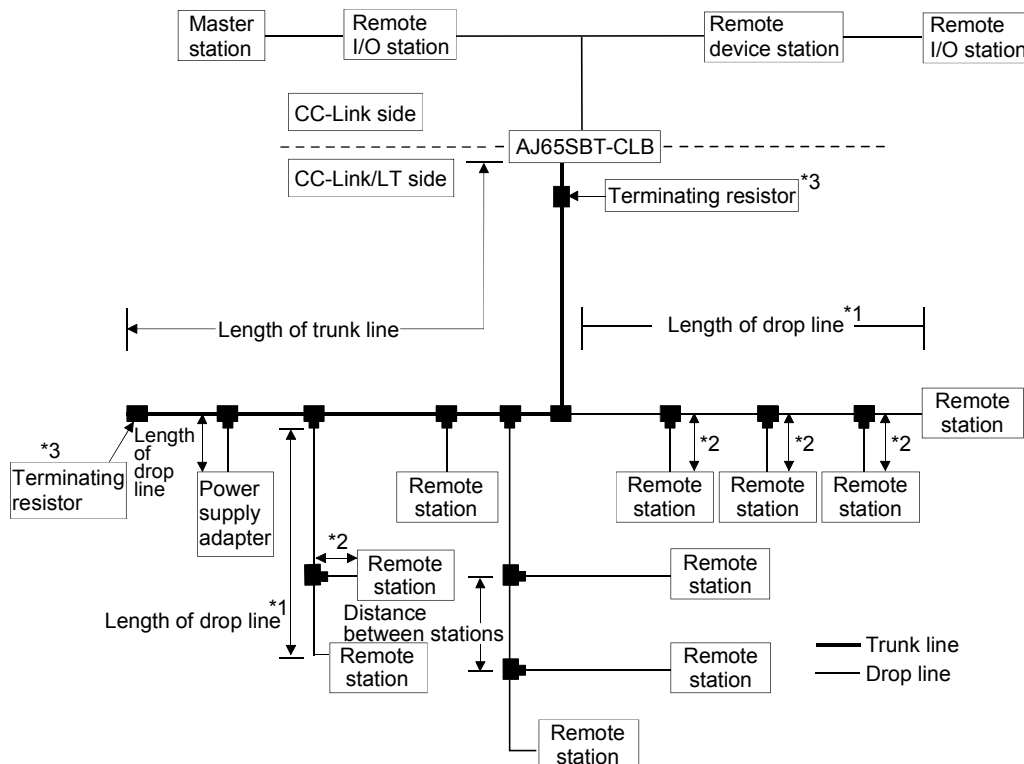 Master
station
Remote
I/O station
Remote
device station
Remote
I/O station
CC-Link side
AJ65SBT-CLB
CC-Link/LT side
Terminating resistor*3
Length of trunk line
Length of drop line*1
Remote
station
*3
Terminating
resistor
Length
of
drop
line
Power
supply
adapter
Remote
station
*2
*2
*2
Remote
station
Remote
station
Remote
station
*2
Remote
station
Length of drop line*1
Remote
station
Distance
between stations
Remote
station
Remote
station
Remote
station
Trunk line
Drop line